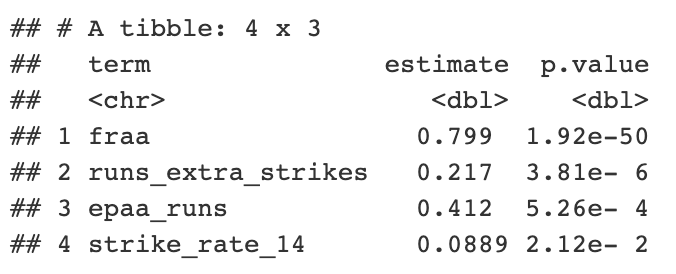 ## # A tibble: 4 x 3
##   term                estimate  p.value
##   <chr>                  <dbl>    <dbl>
## 1 fraa                  0.799  1.92e-50
## 2 runs_extra_strikes    0.217  3.81e- 6
## 3 epaa_runs             0.412  5.26e- 4
## 4 strike_rate_14        0.0889 2.12e- 2